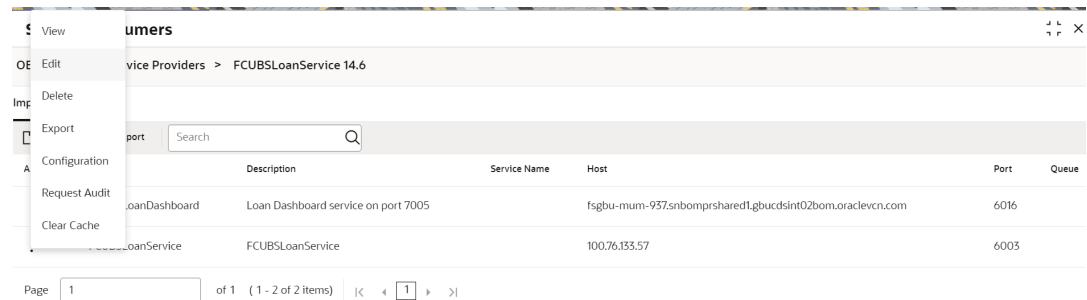 View
umers
Edit
vice Providers > FCUBSLoanService 14.6
Delete
Export
port Search
Configuration
Description Service Name Host Port Queue
Request Audit
LoanDashboard Loan Dashboard service on port 7005 fsgbu-mum-937.snbomprshared1.gbucdsint02bom.oraclevcn.com 6016
Clear Cache
FCUBSLoanService FCUBSLoanService 100.76.133.57 6003
Page 1 of 1 (1 - 2 of 2 items) 1